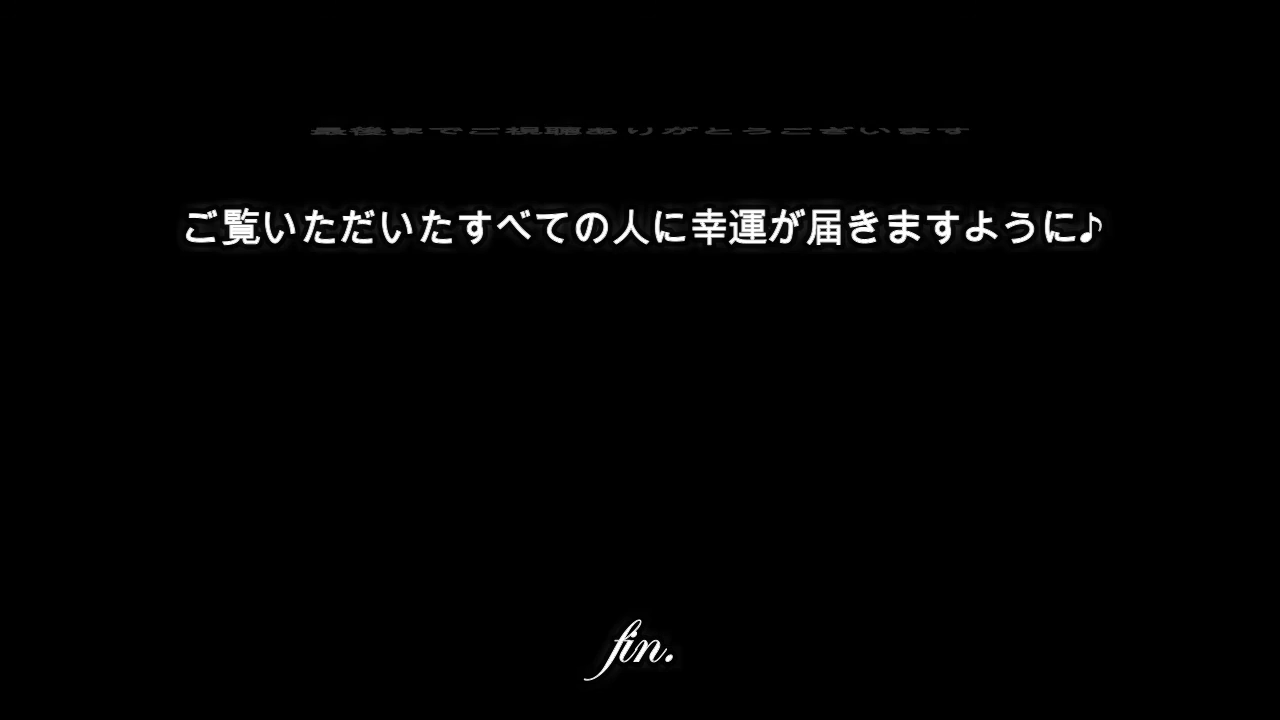 最後までご視聴ありがとうございます
ご覧いただいたすべての人に幸運が届きますように♪
fin.